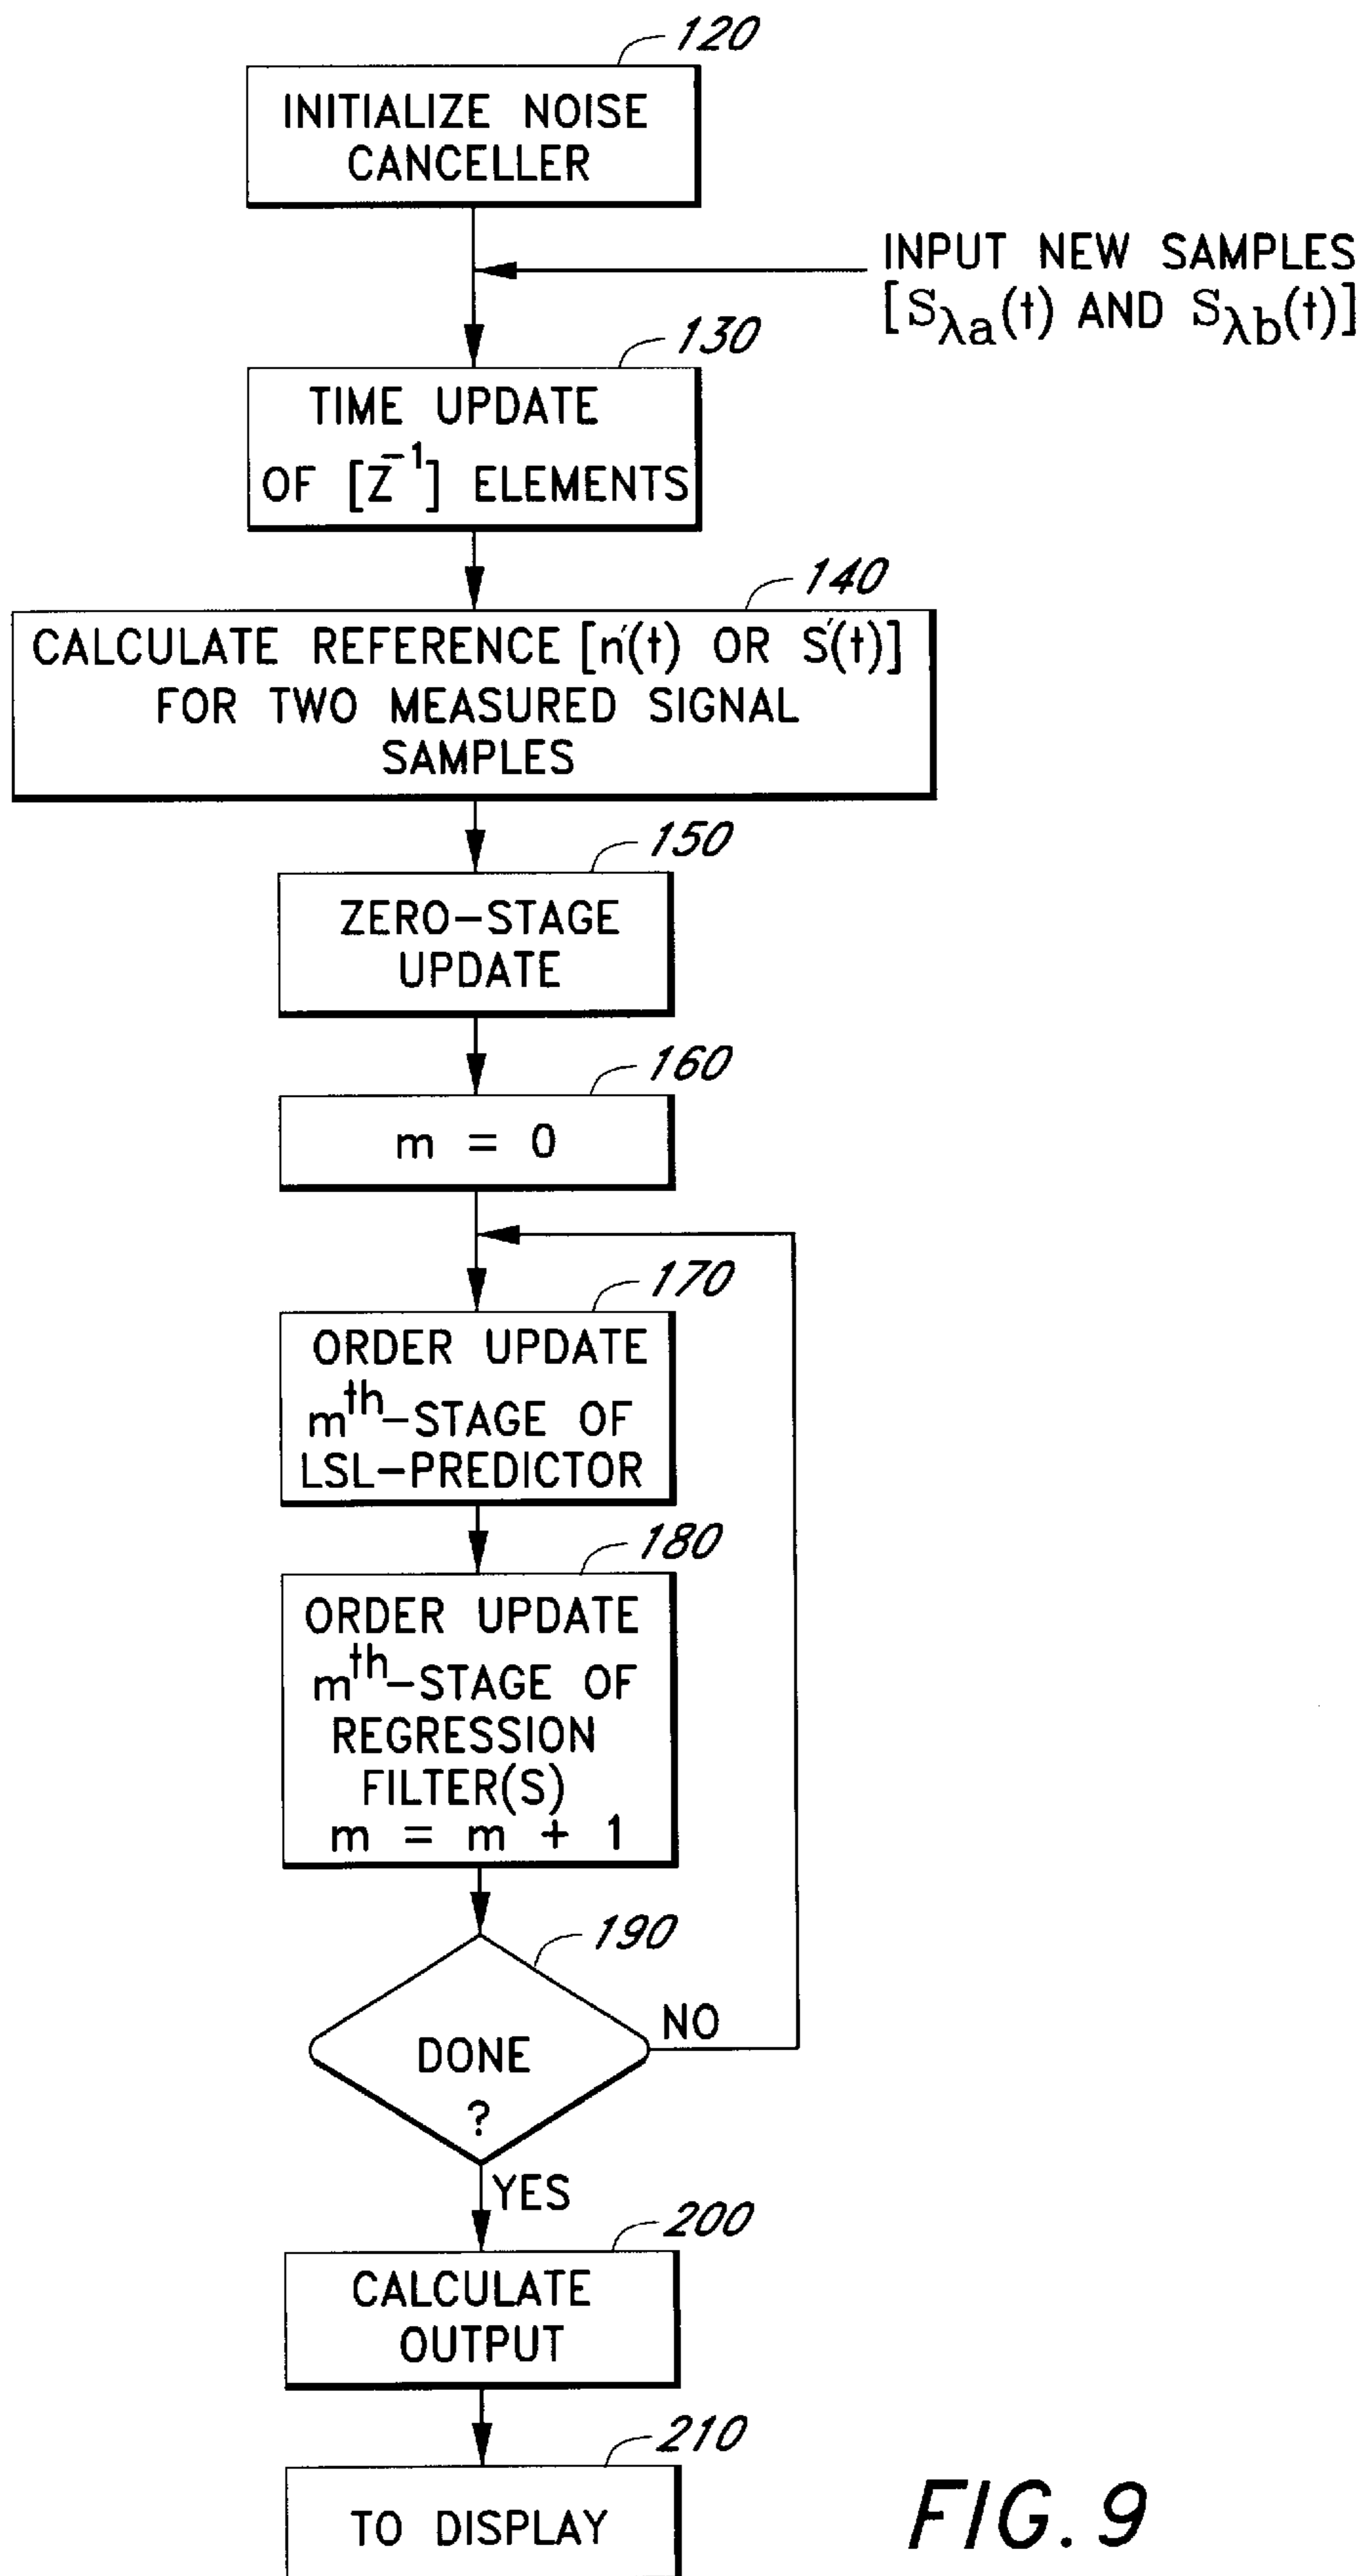 120
INITIALIZE NOISE
CANCELLER
INPUT NEW SAMPLES
[Sλa(t) AND Sλb(t)]
130
TIME UPDATE
OF [Z⁻¹] ELEMENTS
140
CALCULATE REFERENCE [n′(t) OR S′(t)]
FOR TWO MEASURED SIGNAL
SAMPLES
150
ZERO-STAGE
UPDATE
160
m = 0
170
ORDER UPDATE
mᵗʰ-STAGE OF
LSL-PREDICTOR
180
ORDER UPDATE
mᵗʰ-STAGE OF
REGRESSION
FILTER(S)
m = m + 1
190
DONE
?
NO
YES
200
CALCULATE
OUTPUT
210
TO DISPLAY
FIG. 9